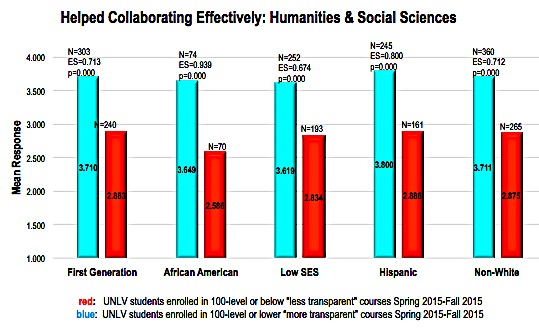 Helped Collaborating Effectively: Humanities & Social Sciences
N=303
ES=0.713
p=0.000
N=74
ES=0.939
p=0.000
N=252
ES=0.674
p=0.000
N=245
ES=0.800
p=0.000
N=360
ES=0.712
p=0.000
4.000
3.500
3.000
2.500
2.000
1.500
1.000
Mean Response
N=240
N=70
N=193
N=161
N=265
3.710
2.883
3.649
3.619
2.834
3.800
2.888
3.711
2.875
First Generation
African American
Low SES
Hispanic
Non-White
red: UNLV students enrolled in 100-level or below "less transparent" courses Spring 2015-Fall 2015
blue: UNLV students enrolled in 100-level or lower "more transparent" courses Spring 2015-Fall 2015